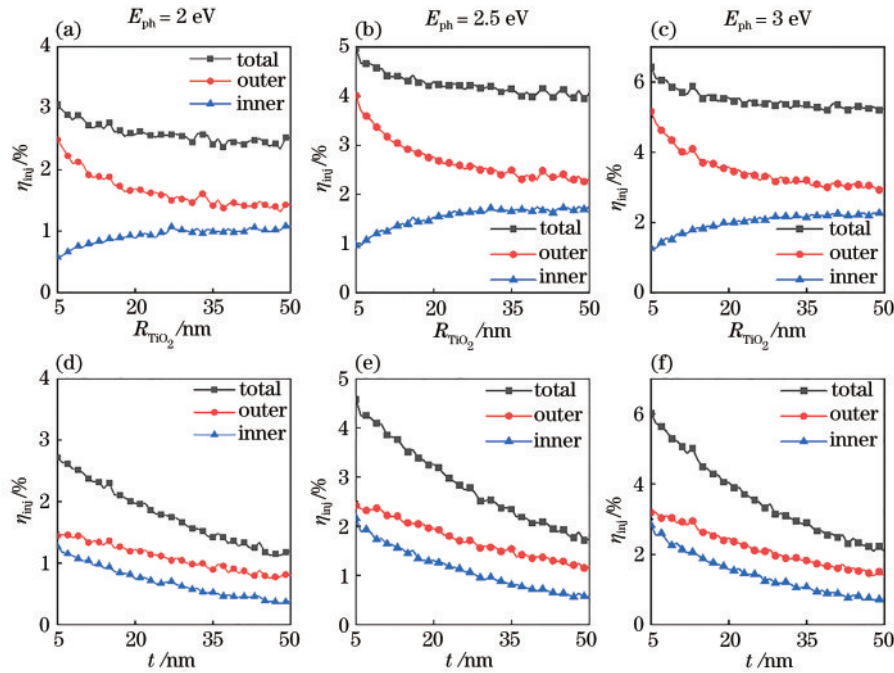 E_ph = 2 eV
E_ph = 2.5 eV
E_ph = 3 eV
(a)
4
3
2
1
0
η_inj/%
total
outer
inner
5
20
35
50
R_TiO₂/nm
(b)
5
4
3
2
1
0
η_inj/%
total
outer
inner
5
20
35
50
R_TiO₂/nm
(c)
6
4
2
0
η_inj/%
total
outer
inner
5
20
35
50
R_TiO₂/nm
(d)
4
3
2
1
0
η_inj/%
total
outer
inner
5
20
35
50
t/nm
(e)
5
4
3
2
1
0
η_inj/%
total
outer
inner
5
20
35
50
t/nm
(f)
6
4
2
0
η_inj/%
total
outer
inner
5
20
35
50
t/nm